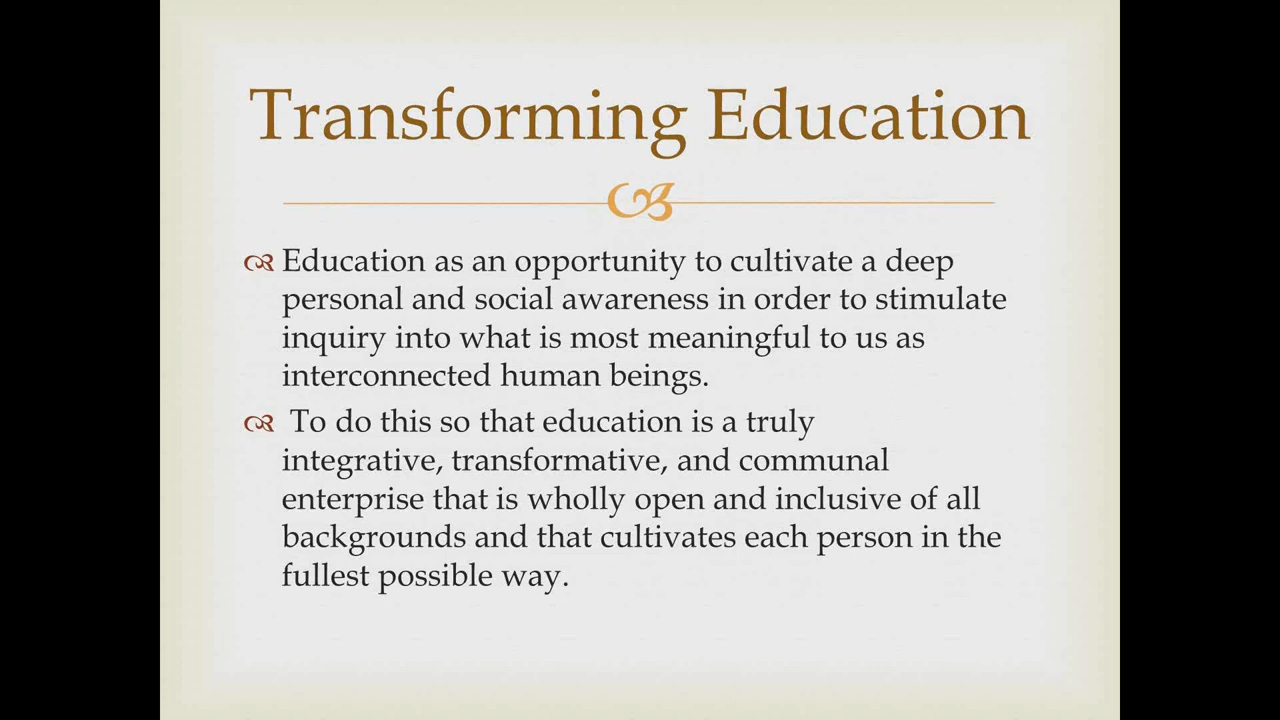 Transforming Education
Education as an opportunity to cultivate a deep
personal and social awareness in order to stimulate
inquiry into what is most meaningful to us as
interconnected human beings.
To do this so that education is a truly
integrative, transformative, and communal
enterprise that is wholly open and inclusive of all
backgrounds and that cultivates each person in the
fullest possible way.